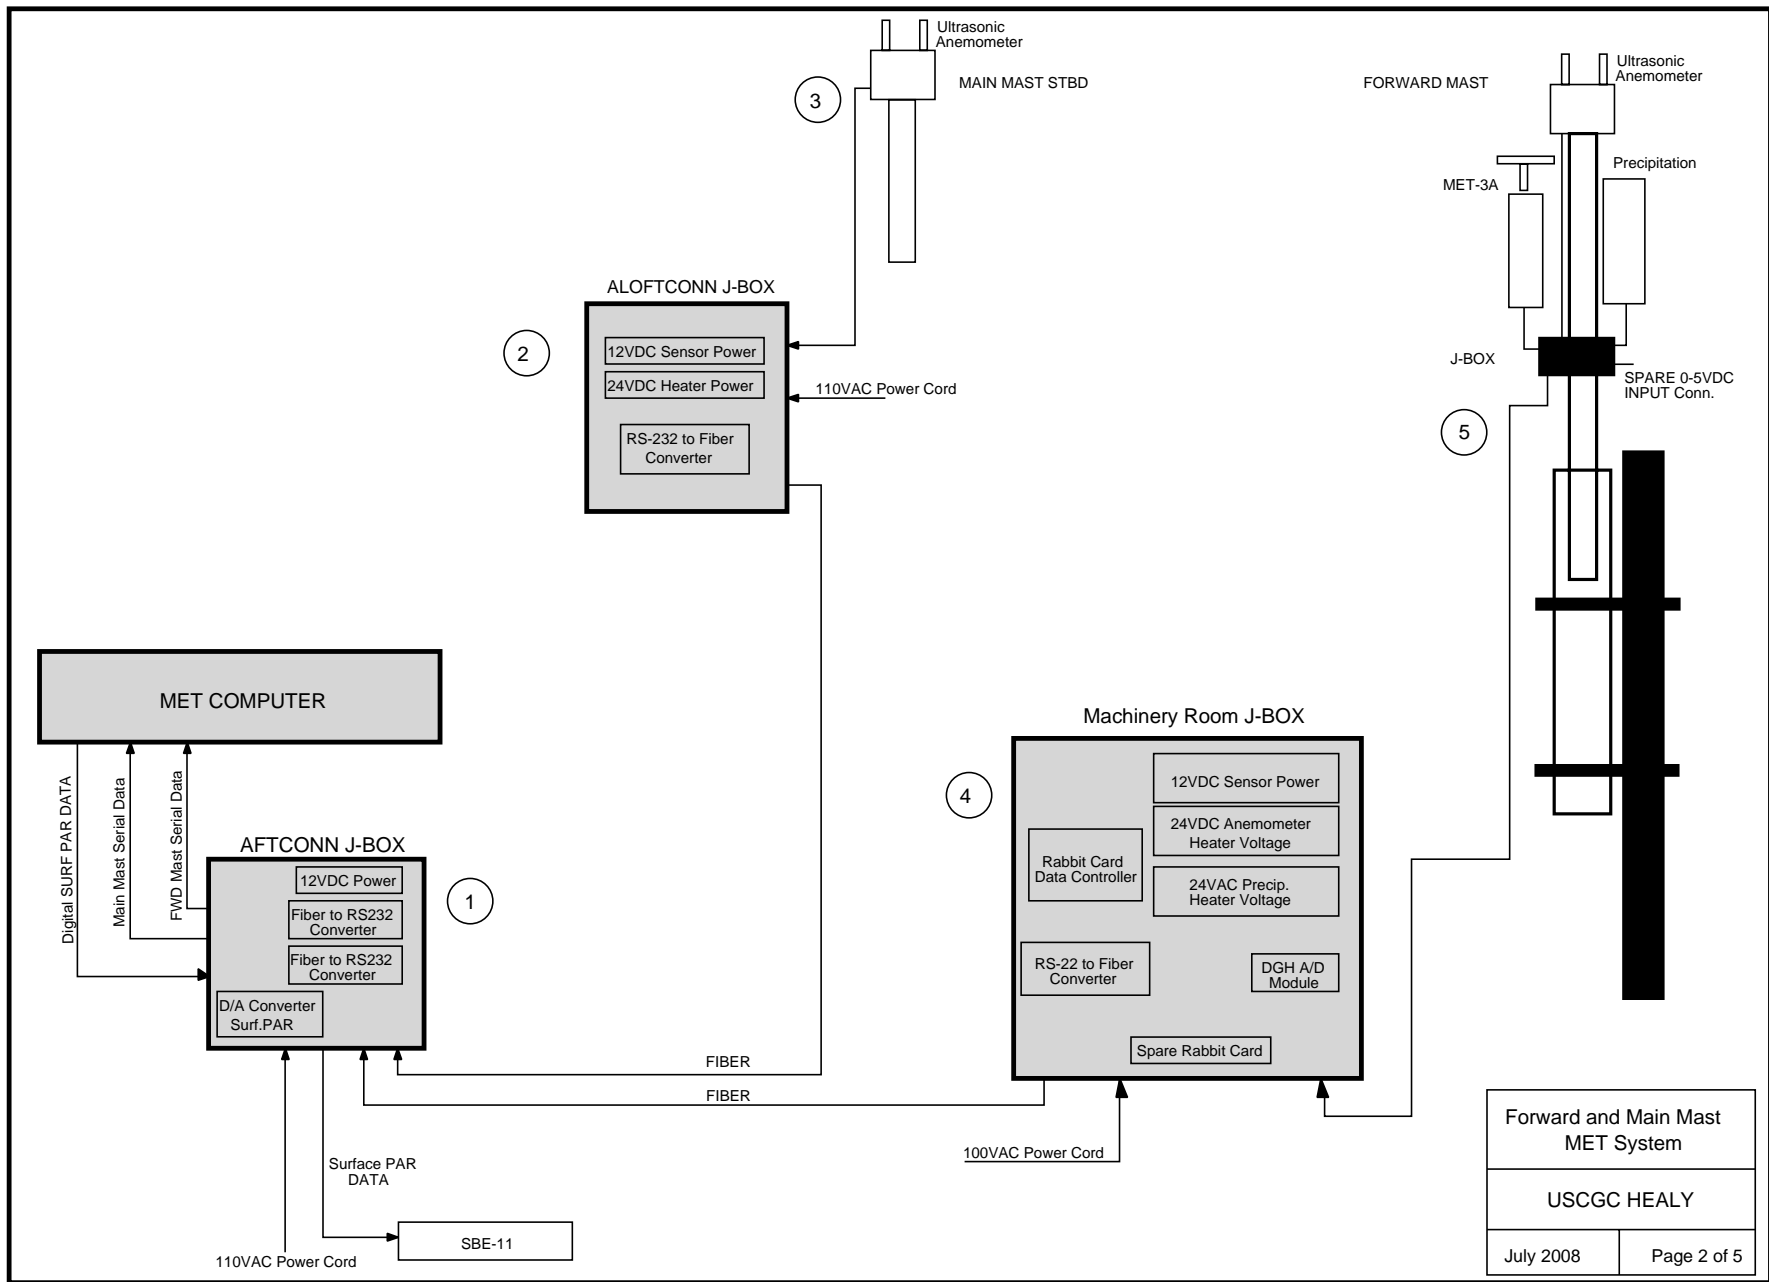 Ultrasonic
Anemometer
MAIN MAST STBD
3
FORWARD MAST
Ultrasonic
Anemometer
MET-3A
Precipitation
J-BOX
SPARE 0-5VDC
INPUT Conn.
5
ALOFTCONN J-BOX
2
12VDC Sensor Power
24VDC Heater Power
110VAC Power Cord
RS-232 to Fiber
Converter
MET COMPUTER
Digital SURF PAR DATA
Main Mast Serial Data
FWD Mast Serial Data
AFTCONN J-BOX
1
12VDC Power
Fiber to RS232
Converter
Fiber to RS232
Converter
D/A Converter
Surf.PAR
FIBER
FIBER
Surface PAR
DATA
SBE-11
110VAC Power Cord
Machinery Room J-BOX
4
12VDC Sensor Power
24VDC Anemometer
Heater Voltage
Rabbit Card
Data Controller
24VAC Precip.
Heater Voltage
RS-22 to Fiber
Converter
DGH A/D
Module
Spare Rabbit Card
100VAC Power Cord
Forward and Main Mast
MET System
USCGC HEALY
July 2008
Page 2 of 5